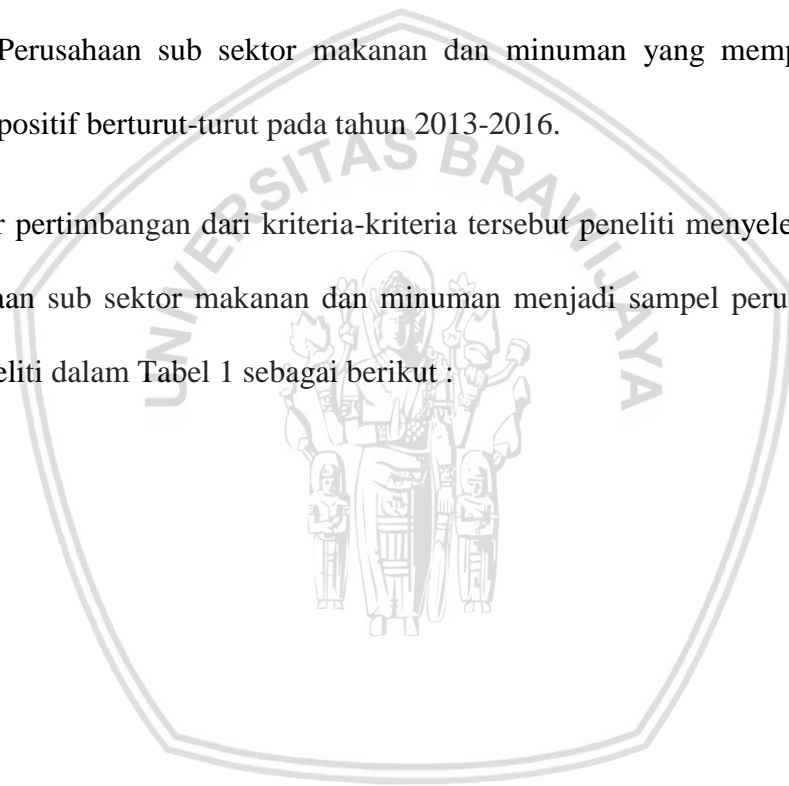 Perusahaan sub sektor makanan dan minuman yang memp
positif berturut-turut pada tahun 2013-2016.
r pertimbangan dari kriteria-kriteria tersebut peneliti menyele
aan sub sektor makanan dan minuman menjadi sampel peru
eliti dalam Tabel 1 sebagai berikut :
UNIVERSITAS BRAWIJAYA